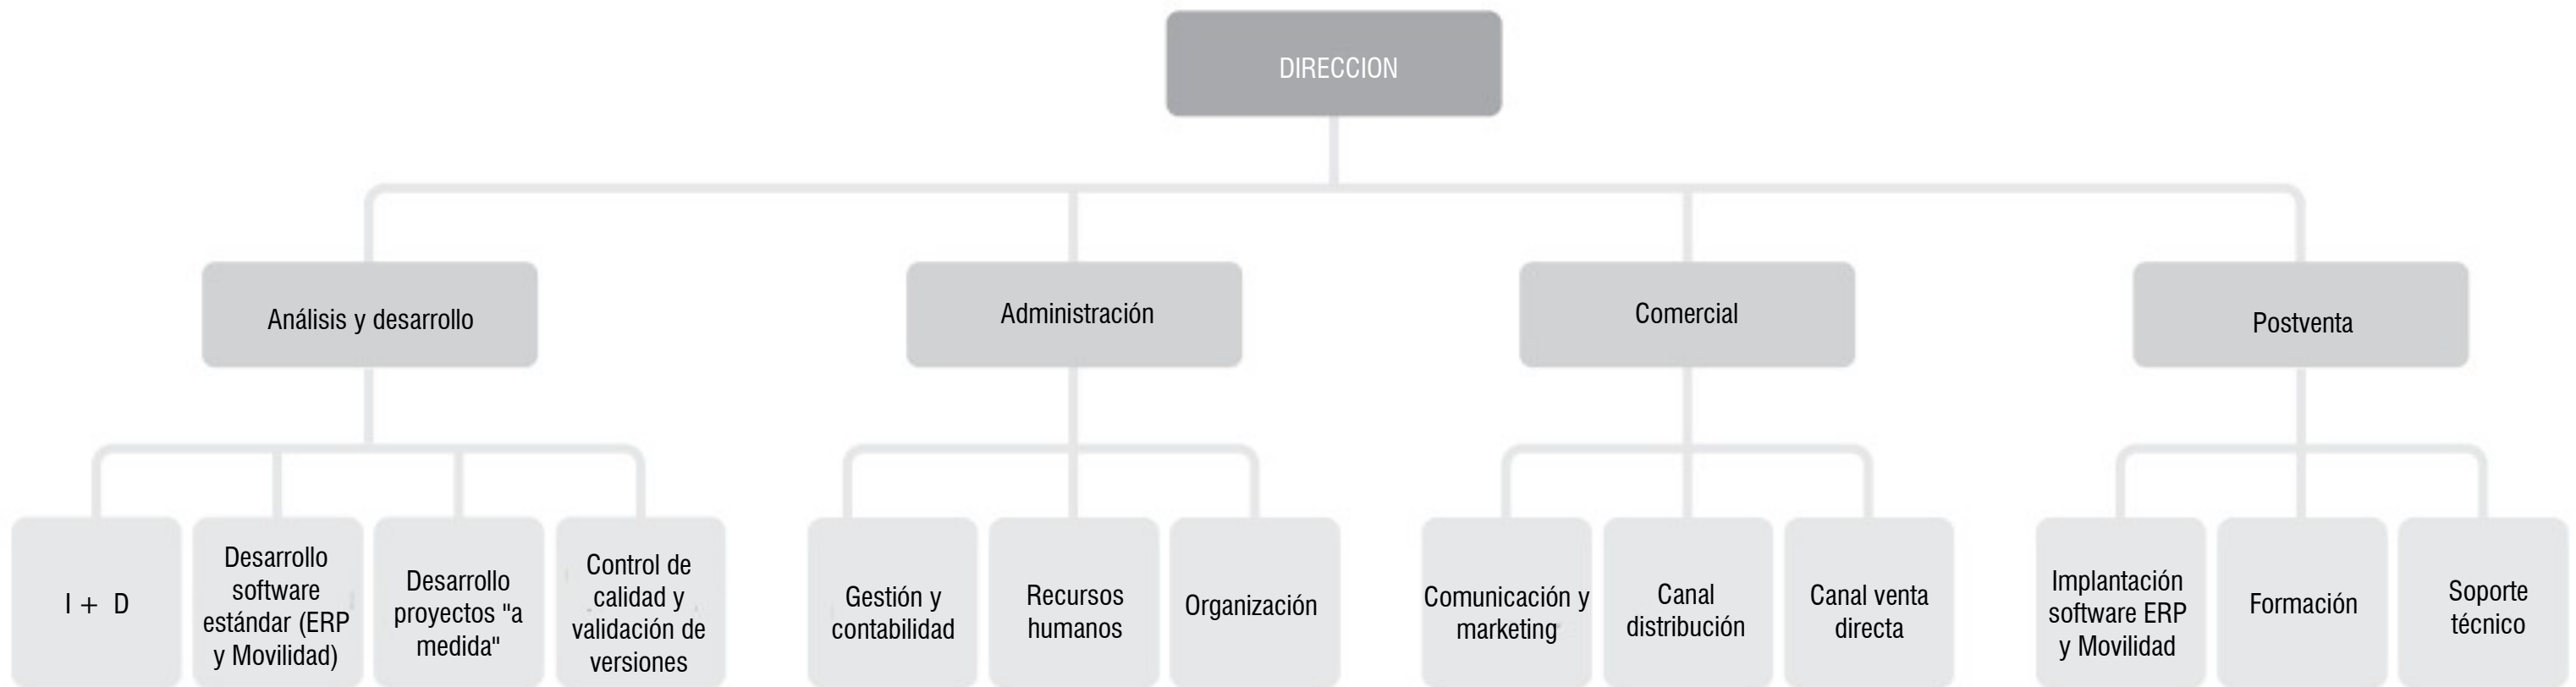 DIRECCION
Análisis y desarrollo
Administración
Comercial
Postventa
I + D
Desarrollo
software
estándar (ERP
y Movilidad)
Desarrollo
proyectos "a
medida"
Control de
calidad y
validación de
versiones
Gestión y
contabilidad
Recursos
humanos
Organización
Comunicación y
marketing
Canal
distribución
Canal venta
directa
Implantación
software ERP
y Movilidad
Formación
Soporte
técnico